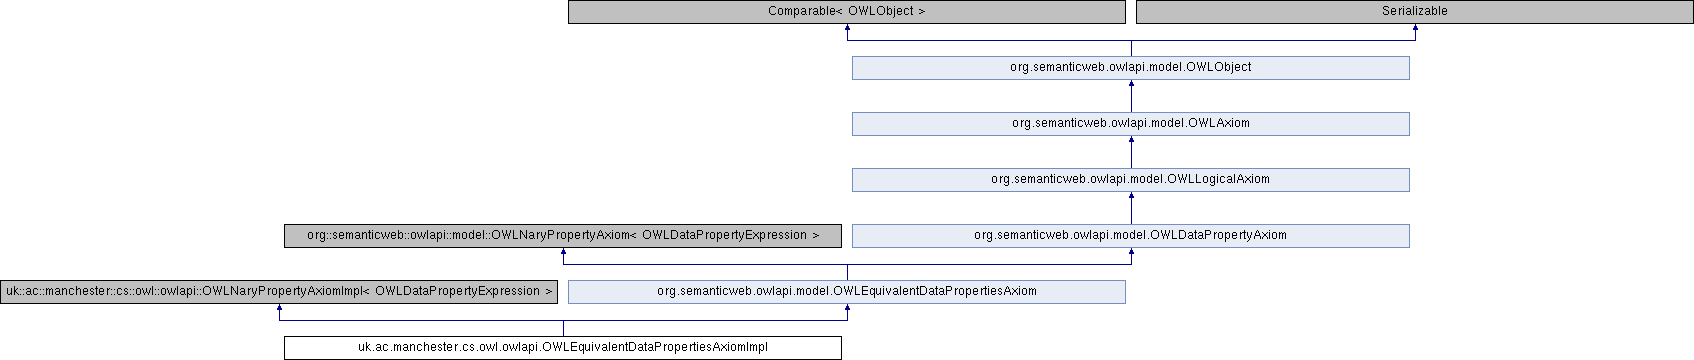 Comparable< OWLObject >
Serializable
org.semanticweb.owlapi.model.OWLObject
org.semanticweb.owlapi.model.OWLAxiom
org.semanticweb.owlapi.model.OWLLogicalAxiom
org::semanticweb::owlapi::model::OWLNaryPropertyAxiom< OWLDataPropertyExpression >
org.semanticweb.owlapi.model.OWLDataPropertyAxiom
uk::ac::manchester::cs::owl::owlapi::OWLNaryPropertyAxiomImpl< OWLDataPropertyExpression >
org.semanticweb.owlapi.model.OWLEquivalentDataPropertiesAxiom
uk.ac.manchester.cs.owl.owlapi.OWLEquivalentDataPropertiesAxiomImpl